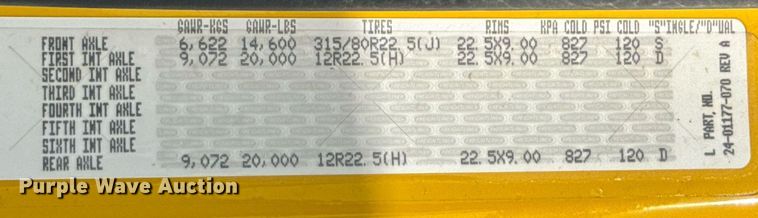 GAWR-KGS GAWR-LBS TIRES RIMS KPA COLD PSI COLD "S"INGLE/"D"UAL
FRONT AXLE 6,622 14,600 315/80R22.5(J) 22.5X9.00 827 120 S
FIRST INT AXLE 9,072 20,000 12R22.5(H) 22.5X9.00 827 120 D
SECOND INT AXLE
THIRD INT AXLE
FOURTH INT AXLE
FIFTH INT AXLE
SIXTH INT AXLE
REAR AXLE 9,072 20,000 12R22.5(H) 22.5X9.00 827 120 D
L PART, NO.
24-01177-070 REV A
Purple Wave Auction